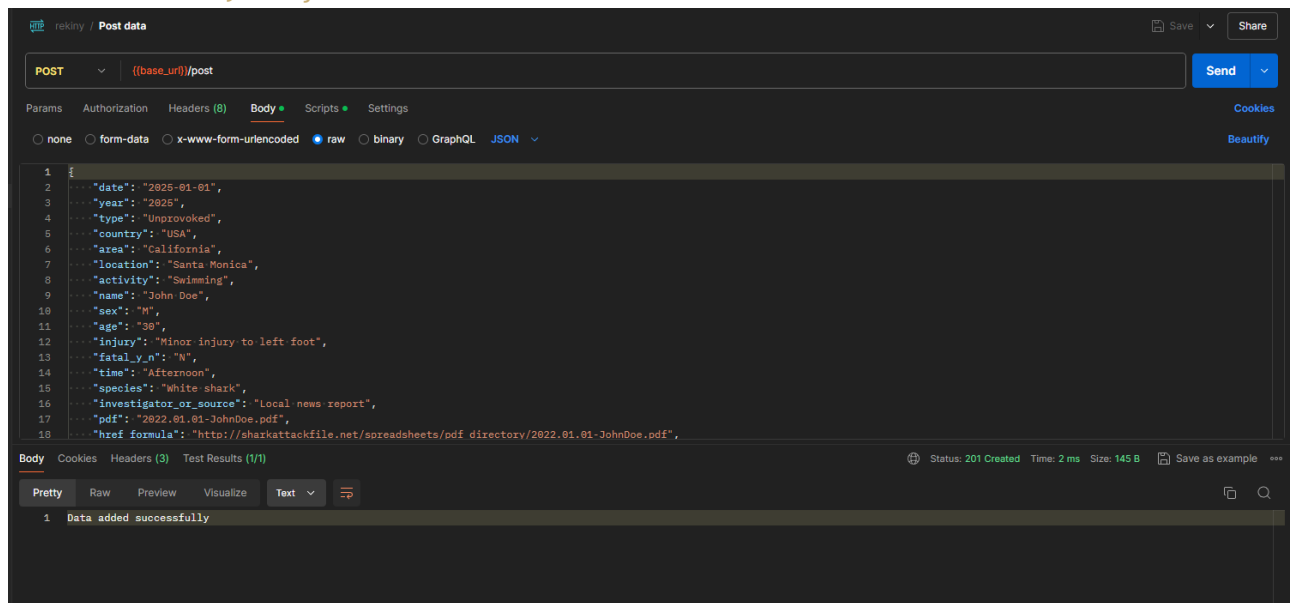 HTTP rekiny / Post data Save Share
POST {{base_url}}/post Send
Params Authorization Headers (8) Body Scripts Settings Cookies
none form-data x-www-form-urlencoded raw binary GraphQL JSON Beautify
1 {
2 "date": "2025-01-01",
3 "year": "2025",
4 "type": "Unprovoked",
5 "country": "USA",
6 "area": "California",
7 "location": "Santa Monica",
8 "activity": "Swimming",
9 "name": "John Doe",
10 "sex": "M",
11 "age": "30",
12 "injury": "Minor injury to left foot",
13 "fatal_y_n": "N",
14 "time": "Afternoon",
15 "species": "White shark",
16 "investigator_or_source": "Local news report",
17 "pdf": "2022.01.01-JohnDoe.pdf",
18 "href_formula": "http://sharkattackfile.net/spreadsheets/pdf_directory/2022.01.01-JohnDoe.pdf",
Body Cookies Headers (3) Test Results (1/1) Status: 201 Created Time: 2 ms Size: 145 B Save as example
Pretty Raw Preview Visualize Text
1 Data added successfully